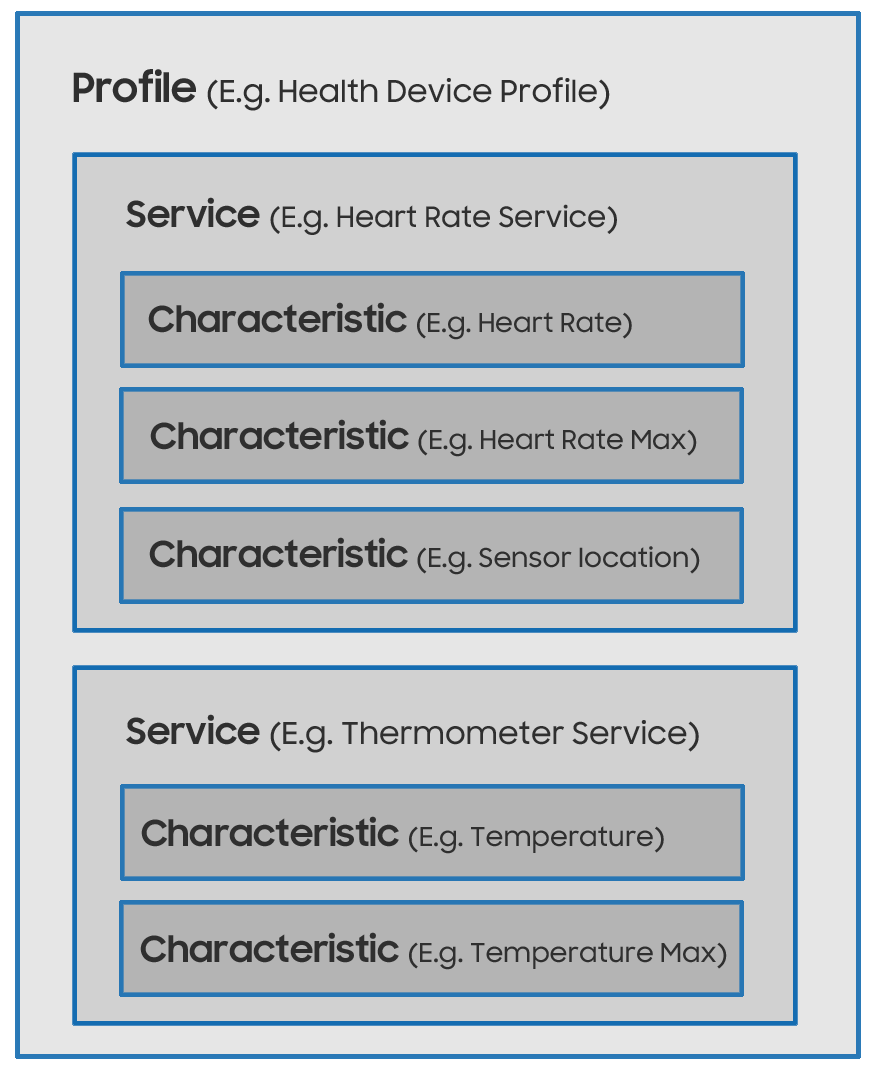 Profile (E.g. Health Device Profile)
Service (E.g. Heart Rate Service)
Characteristic (E.g. Heart Rate)
Characteristic (E.g. Heart Rate Max)
Characteristic (E.g. Sensor location)
Service (E.g. Thermometer Service)
Characteristic (E.g. Temperature)
Characteristic (E.g. Temperature Max)